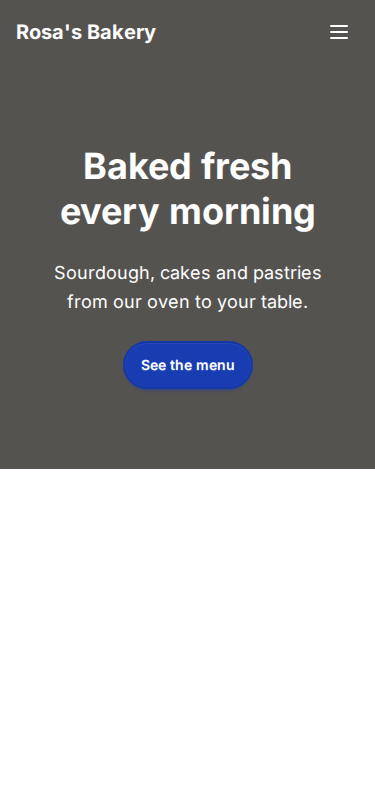 Rosa's Bakery
Baked fresh
every morning
Sourdough, cakes and pastries
from our oven to your table.
See the menu